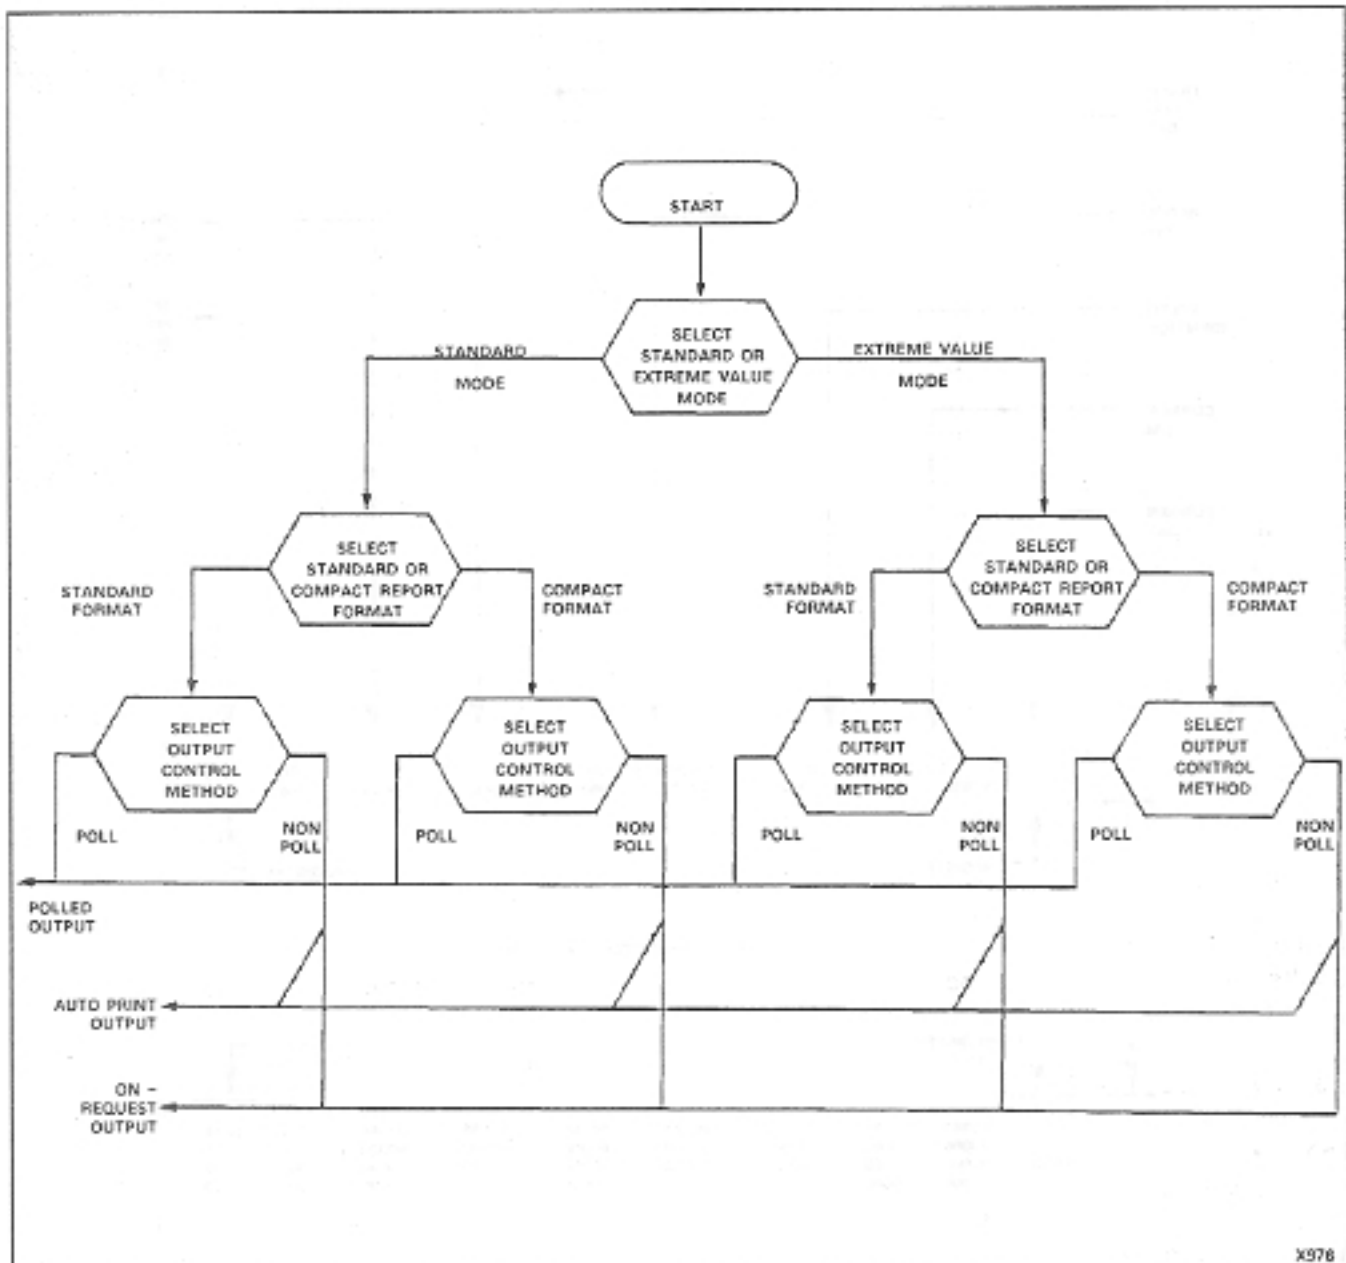 START
SELECT
STANDARD OR
EXTREME VALUE
MODE
STANDARD
MODE
EXTREME VALUE
MODE
SELECT
STANDARD OR
COMPACT REPORT
FORMAT
SELECT
STANDARD OR
COMPACT REPORT
FORMAT
STANDARD
FORMAT
COMPACT
FORMAT
STANDARD
FORMAT
COMPACT
FORMAT
SELECT
OUTPUT
CONTROL
METHOD
SELECT
OUTPUT
CONTROL
METHOD
SELECT
OUTPUT
CONTROL
METHOD
SELECT
OUTPUT
CONTROL
METHOD
POLL
NON
POLL
POLL
NON
POLL
POLL
NON
POLL
POLL
NON
POLL
POLLED
OUTPUT
AUTO PRINT
OUTPUT
ON –
REQUEST
OUTPUT
X976